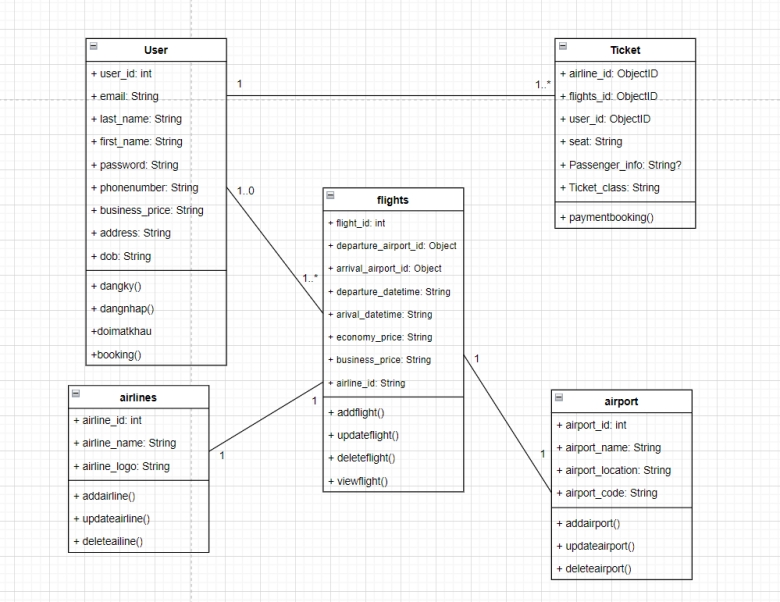 User
+ user_id: int
+ email: String
+ last_name: String
+ first_name: String
+ password: String
+ phonenumber: String
+ business_price: String
+ address: String
+ dob: String
+ dangky()
+ dangnhap()
+doimatkhau
+booking()
1
1..*
Ticket
+ airline_id: ObjectID
+ flights_id: ObjectID
+ user_id: ObjectID
+ seat: String
+ Passenger_info: String?
+ Ticket_class: String
+ paymentbooking()
1..0
1..*
flights
+ flight_id: int
+ departure_airport_id: Object
+ arrival_airport_id: Object
+ departure_datetime: String
+ arival_datetime: String
+ economy_price: String
+ business_price: String
+ airline_id: String
+ addflight()
+ updateflight()
+ deleteflight()
+ viewflight()
airlines
+ airline_id: int
+ airline_name: String
+ airline_logo: String
+ addairline()
+ updateairline()
+ deleteailine()
1
1
1
1
airport
+ airport_id: int
+ airport_name: String
+ airport_location: String
+ airport_code: String
+ addairport()
+ updateairport()
+ deleteairport()